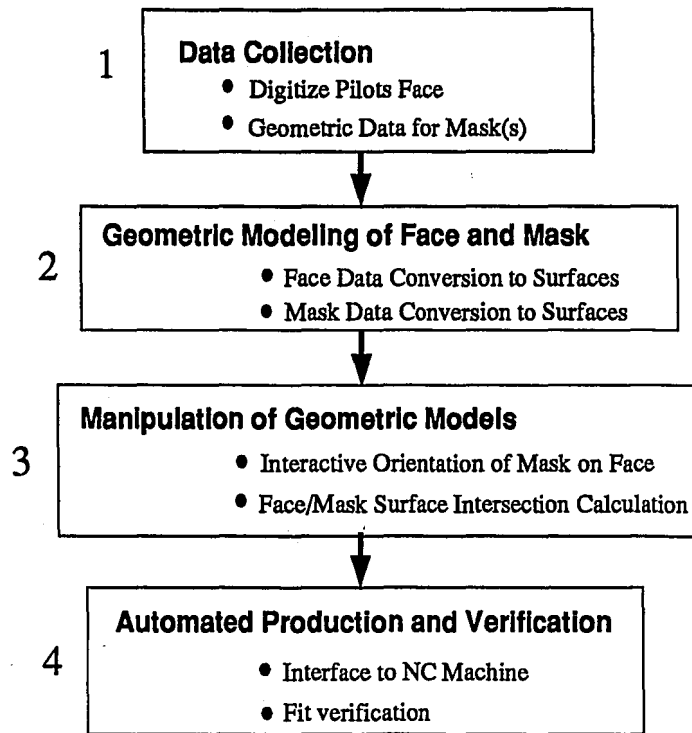 1
Data Collection
• Digitize Pilots Face
• Geometric Data for Mask(s)
2
Geometric Modeling of Face and Mask
• Face Data Conversion to Surfaces
• Mask Data Conversion to Surfaces
3
Manipulation of Geometric Models
• Interactive Orientation of Mask on Face
• Face/Mask Surface Intersection Calculation
4
Automated Production and Verification
• Interface to NC Machine
• Fit verification